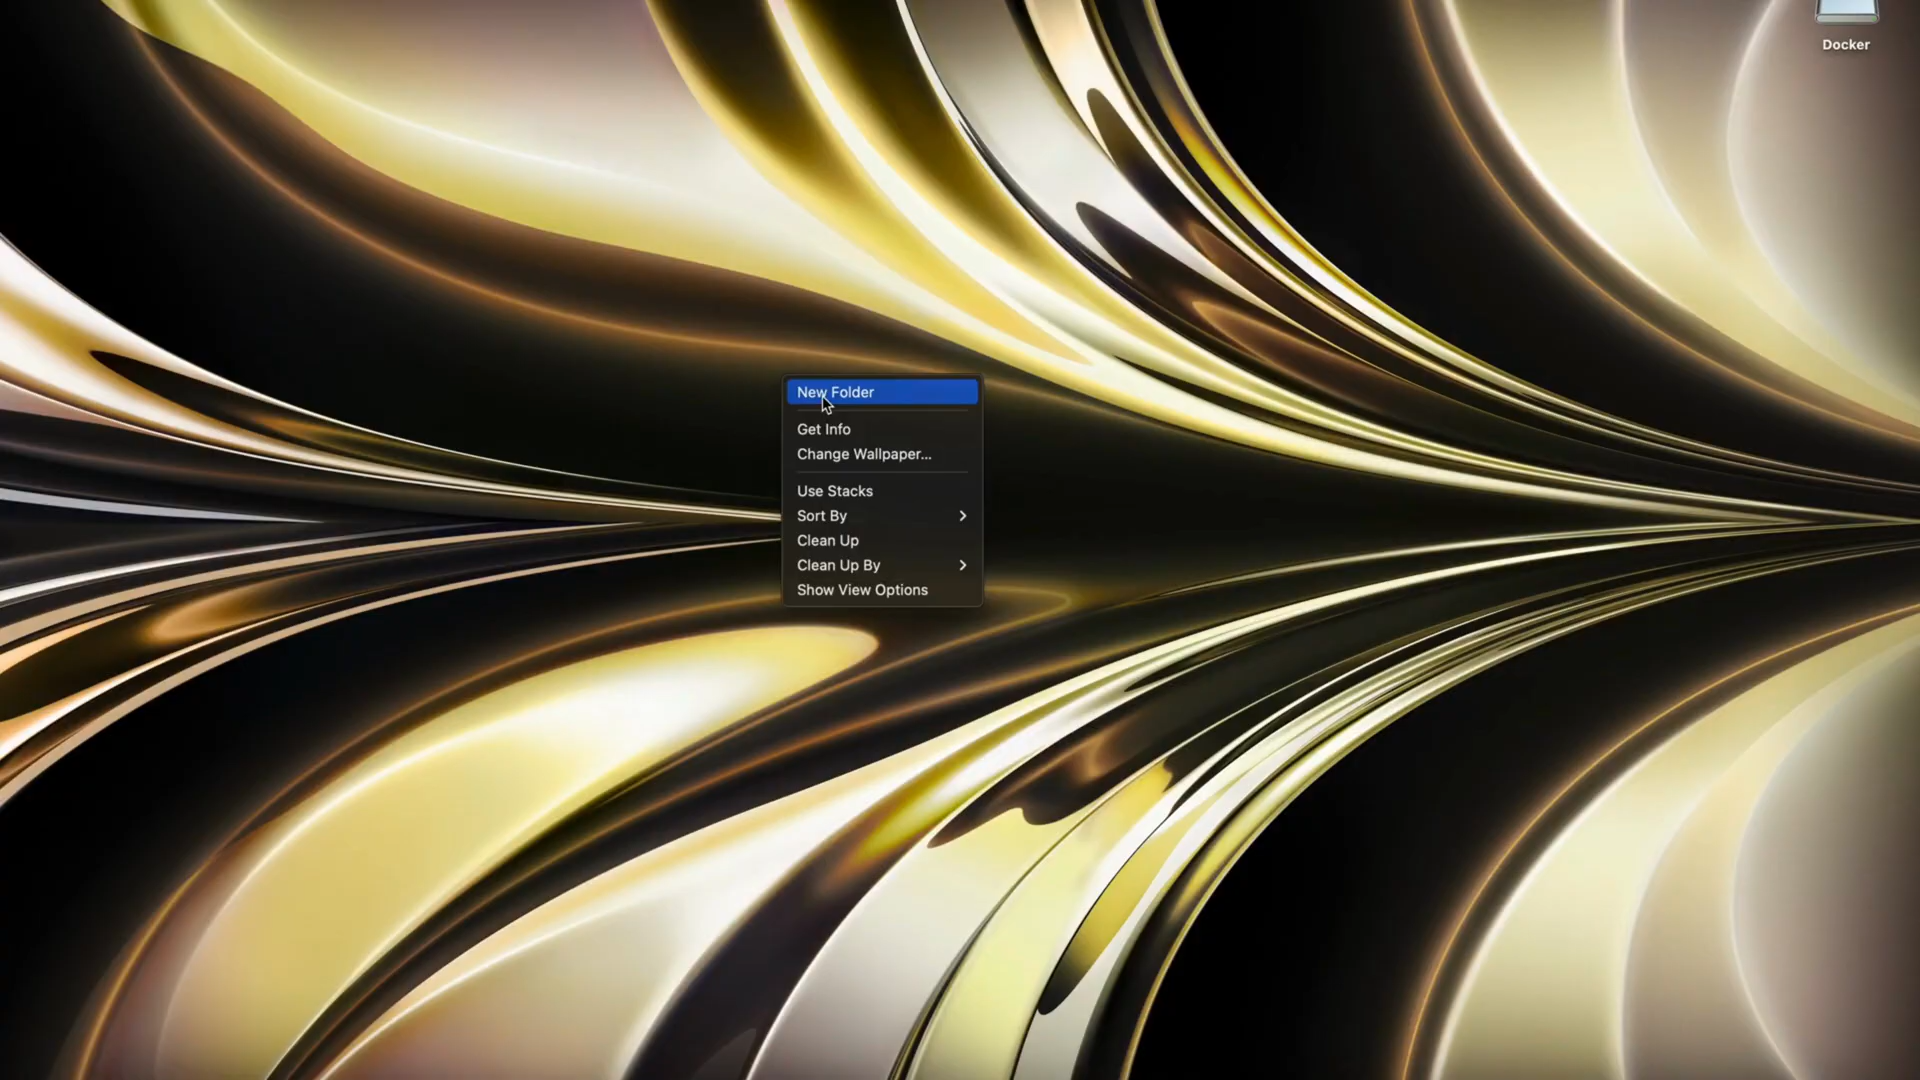 Docker
New Folder
Get Info
Change Wallpaper...
Use Stacks
Sort By
Clean Up
Clean Up By
Show View Options